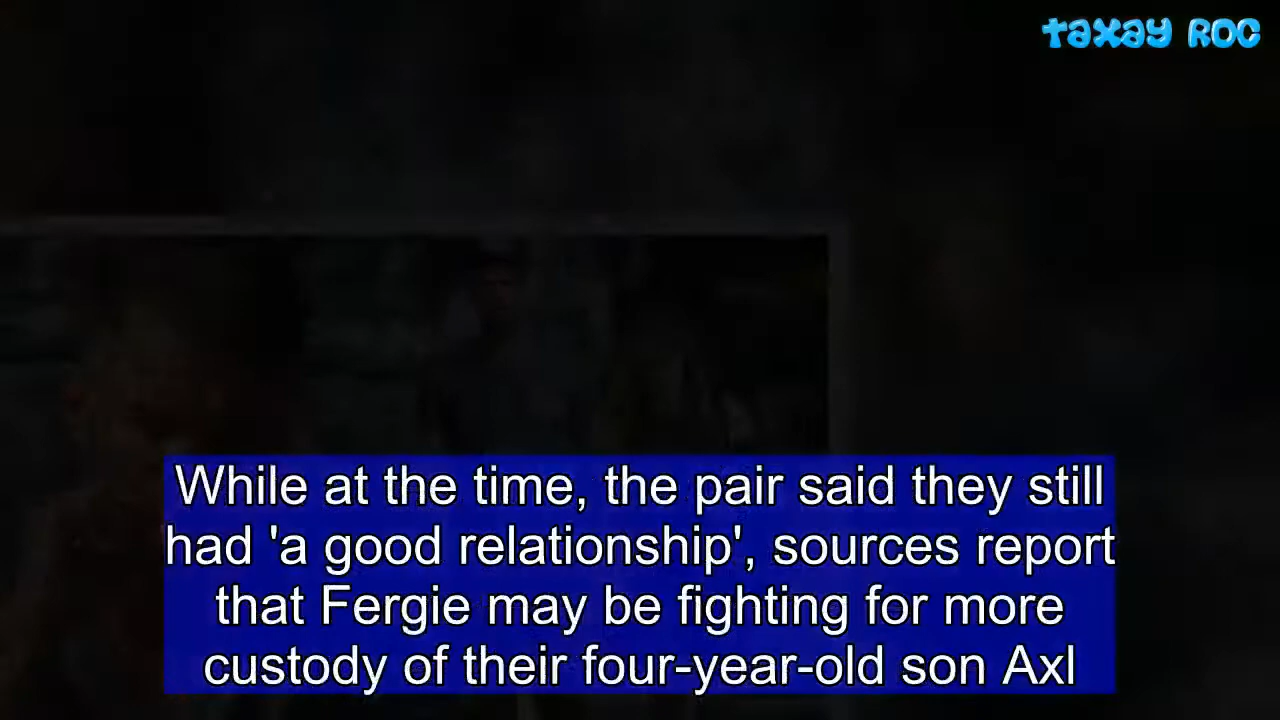 taxay ROC
While at the time, the pair said they still
had 'a good relationship', sources report
that Fergie may be fighting for more
custody of their four-year-old son Axl